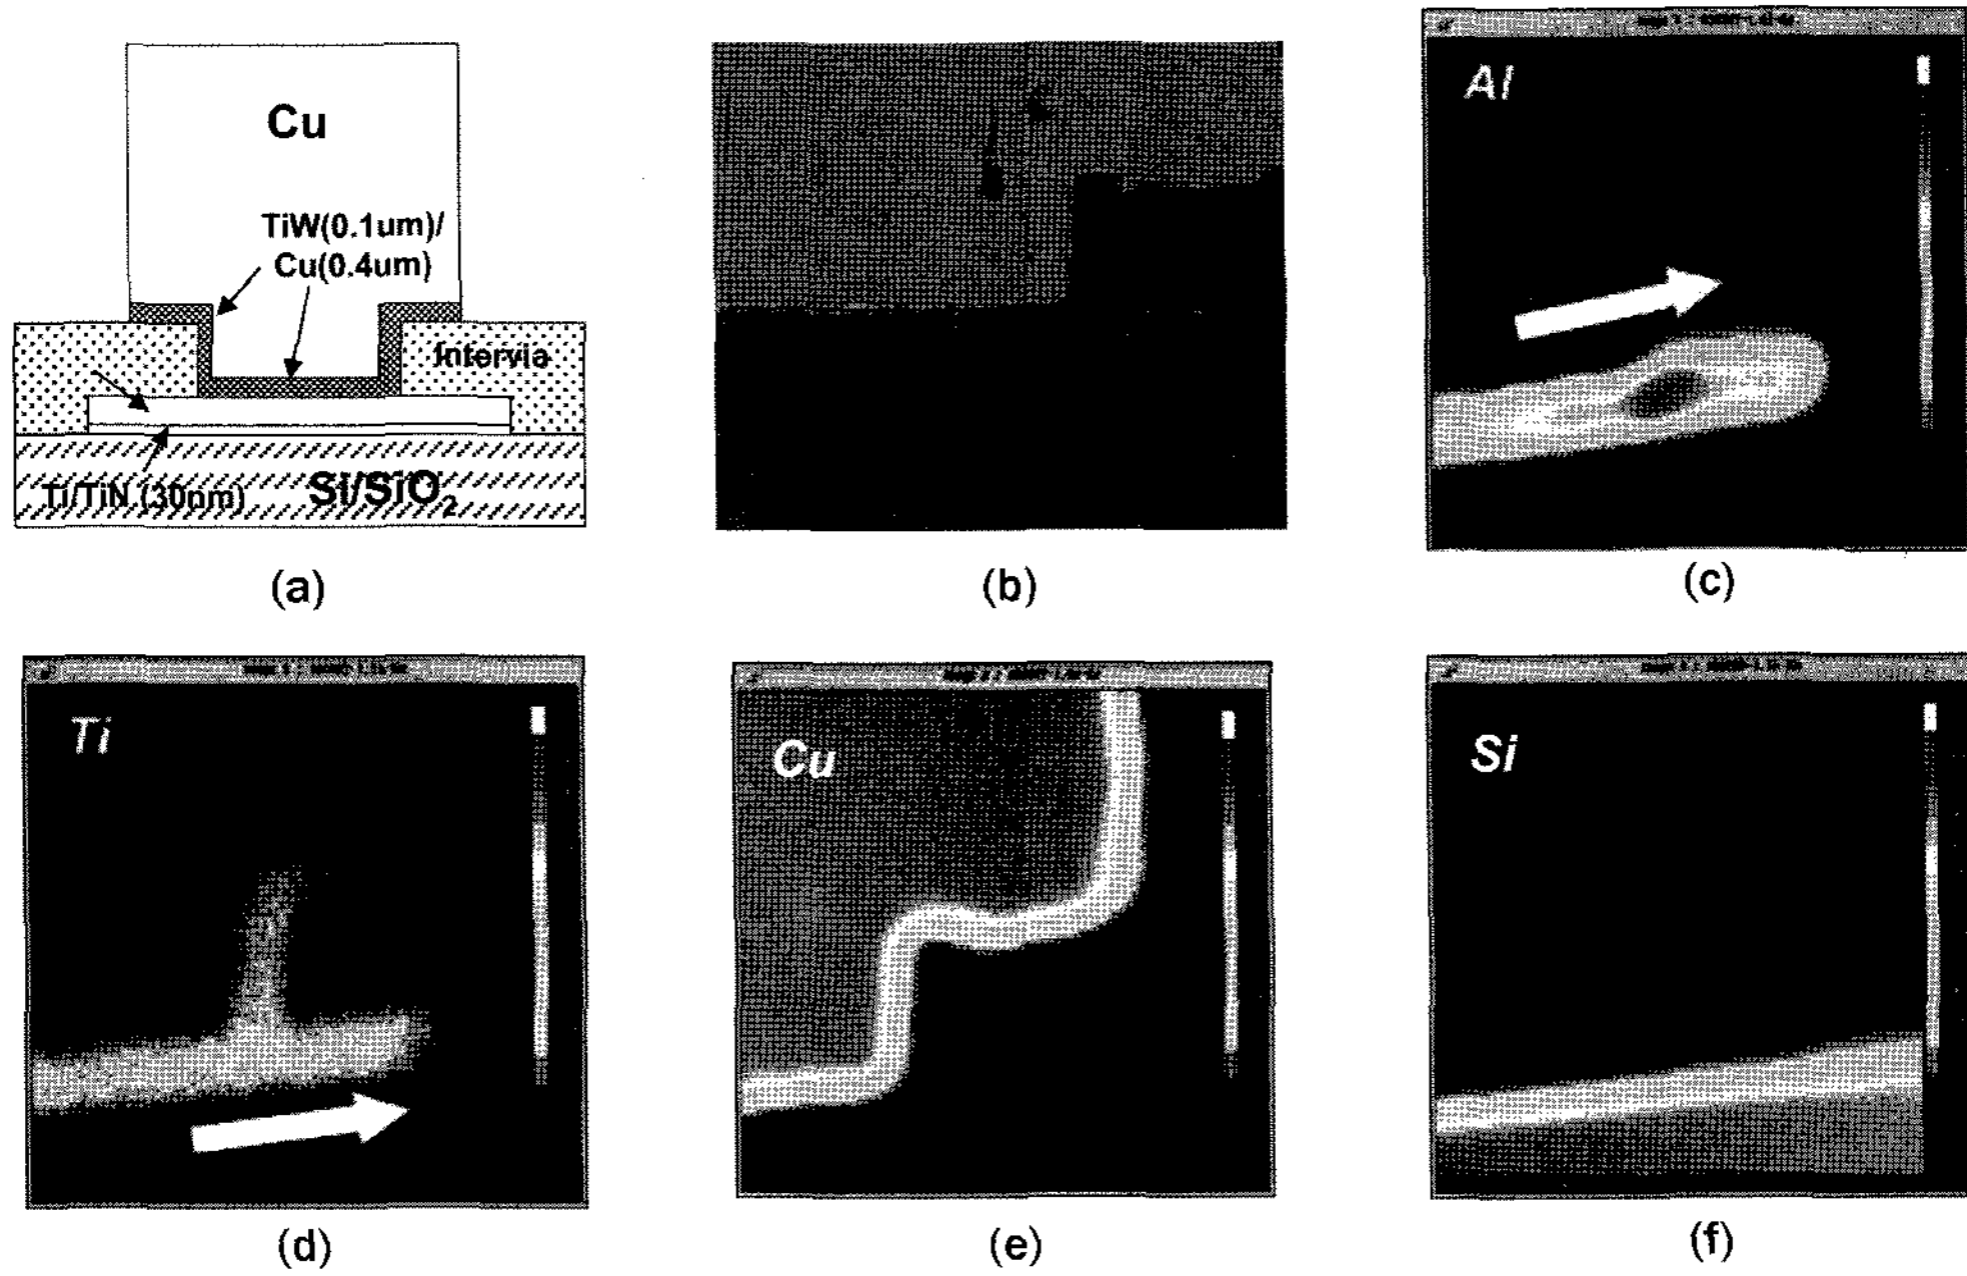 Cu
TiW(0.1um)/
Cu(0.4um)
Intervia
Ti/TiN (30nm)
Si/SiO2
(a)
(b)
Al
(c)
Ti
(d)
Cu
(e)
Si
(f)